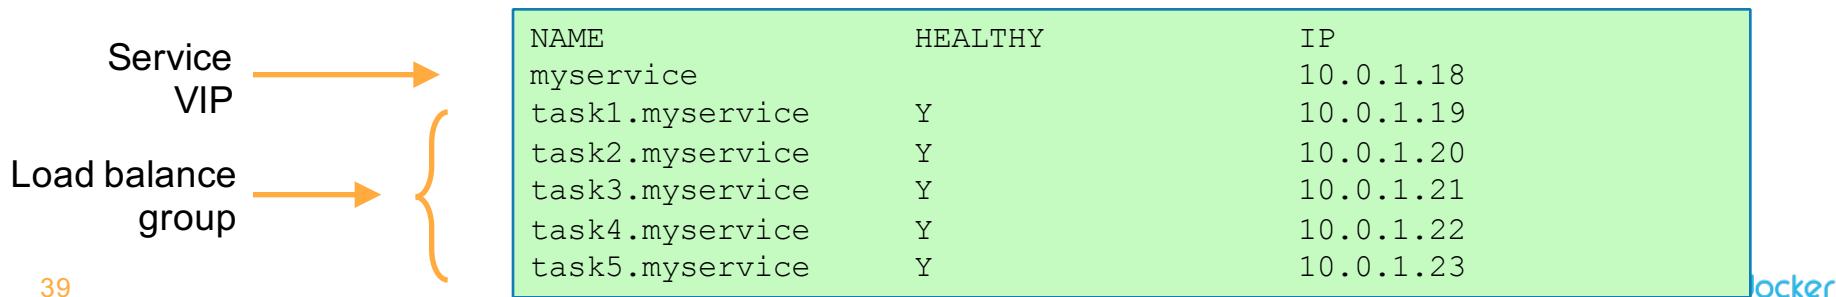 Service
VIP
Load balance
group
NAME HEALTHY IP
myservice 10.0.1.18
task1.myservice Y 10.0.1.19
task2.myservice Y 10.0.1.20
task3.myservice Y 10.0.1.21
task4.myservice Y 10.0.1.22
task5.myservice Y 10.0.1.23
39
ocker